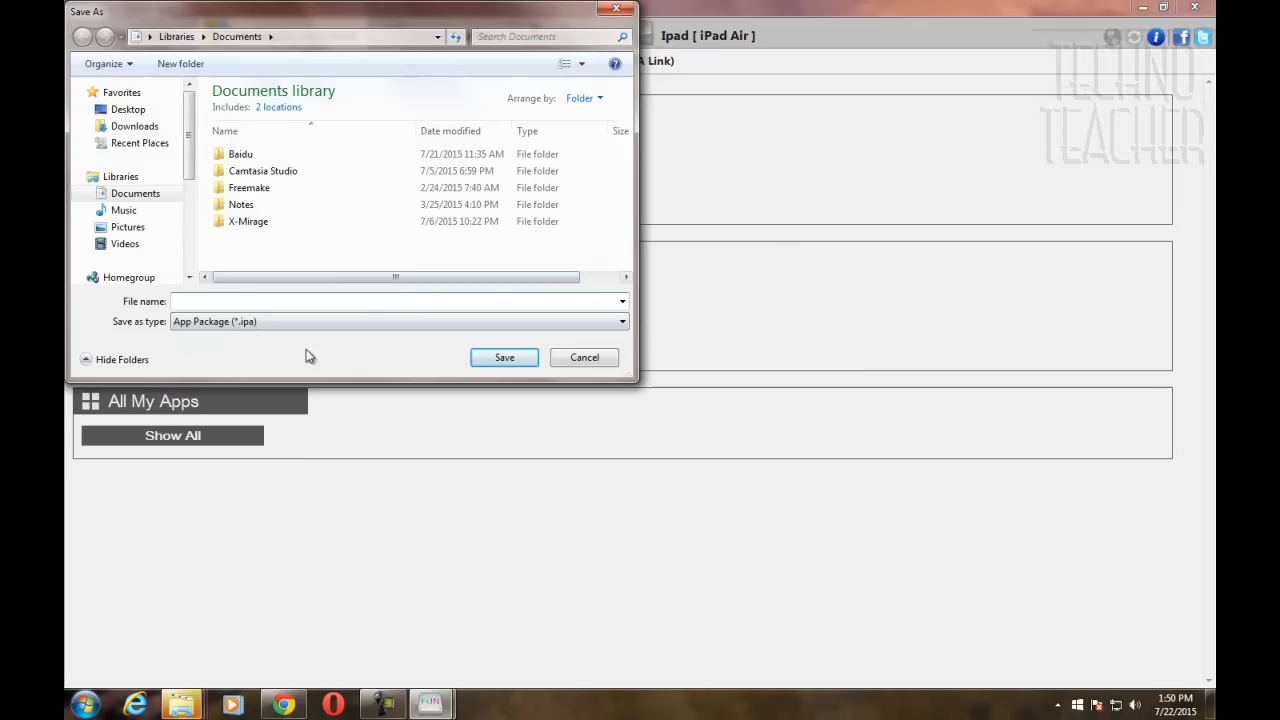 Save As
Libraries
Documents
Search Documents
Ipad [ iPad Air ]
Organize
New folder
A Link)
Favorites
Desktop
Downloads
Recent Places
Libraries
Documents
Music
Pictures
Videos
Homegroup
Documents library
Includes: 2 locations
Arrange by: Folder
Name Date modified Type Size
Baidu 7/21/2015 11:35 AM File folder
Camtasia Studio 7/5/2015 6:59 PM File folder
Freemake 2/24/2015 7:40 AM File folder
Notes 3/25/2015 4:10 PM File folder
X-Mirage 7/6/2015 10:22 PM File folder
File name:
Save as type: App Package (*.ipa)
Hide Folders
Save
Cancel
All My Apps
Show All
TECHNO
TEACHER
FUN
1:50 PM
7/22/2015